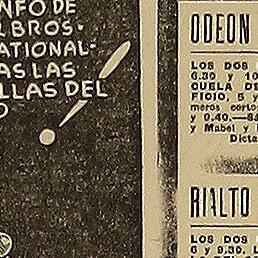 NFO DE
LBROS-
ATIONAL-
AS LAS
LLAS DEL
O
ODEON
LOS DOS
6.30 y 10
CUELA DE
FICIO, 5 y
meros corto
y 9.40.—
y Mabel y
Dicta
RIALTO
LOS DOS
6 y 9.30. L